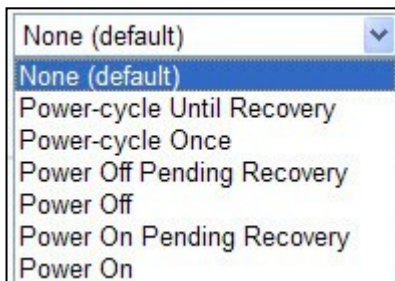 None (default)
None (default)
Power-cycle Until Recovery
Power-cycle Once
Power Off Pending Recovery
Power Off
Power On Pending Recovery
Power On